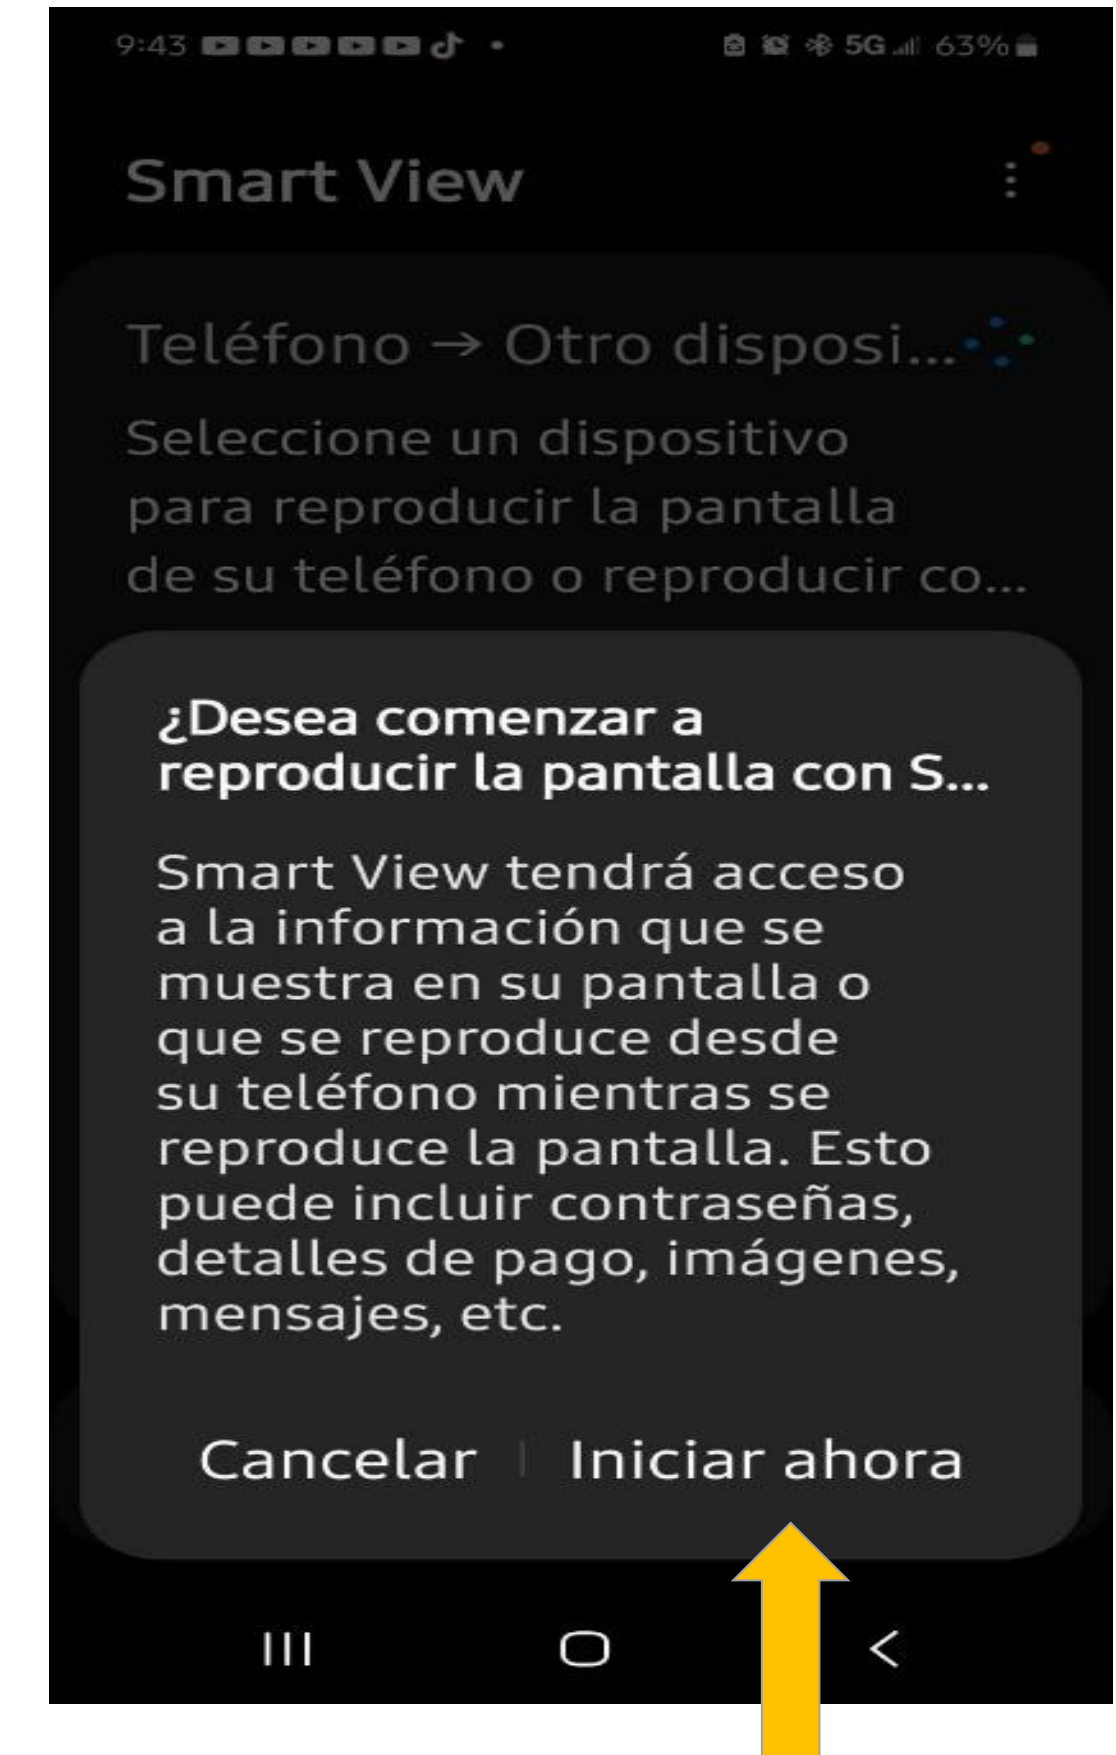 9:43 5G 63%
Smart View
Teléfono → Otro disposi...
Seleccione un dispositivo
para reproducir la pantalla
de su teléfono o reproducir co...
¿Desea comenzar a
reproducir la pantalla con S...
Smart View tendrá acceso
a la información que se
muestra en su pantalla o
que se reproduce desde
su teléfono mientras se
reproduce la pantalla. Esto
puede incluir contraseñas,
detalles de pago, imágenes,
mensajes, etc.
Cancelar | Iniciar ahora